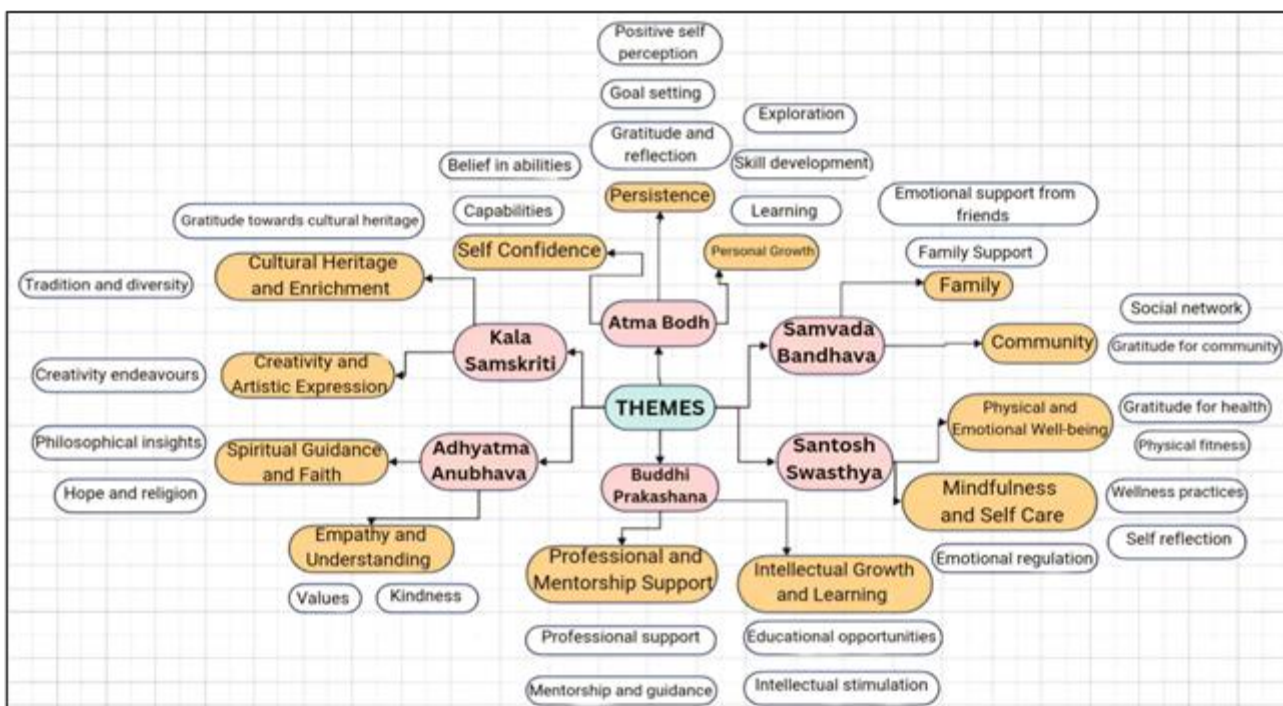 Positive self
perception
Goal setting
Gratitude and
reflection
Persistence
Exploration
Skill development
Learning
Personal Growth
Belief in abilities
Capabilities
Self Confidence
Atma Bodh
Gratitude towards cultural heritage
Cultural Heritage
and Enrichment
Tradition and diversity
Kala
Samskriti
Creativity and
Artistic Expression
Creativity endeavours
Emotional support from
friends
Family Support
Family
Samvada
Bandhava
Community
Social network
Gratitude for community
THEMES
Philosophical insights
Spiritual Guidance
and Faith
Hope and religion
Adhyatma
Anubhava
Empathy and
Understanding
Values
Kindness
Buddhi
Prakashana
Professional and
Mentorship Support
Professional support
Mentorship and guidance
Intellectual Growth
and Learning
Educational opportunities
Intellectual stimulation
Santosh
Swasthya
Physical and
Emotional Well-being
Gratitude for health
Physical fitness
Mindfulness
and Self Care
Wellness practices
Self reflection
Emotional regulation